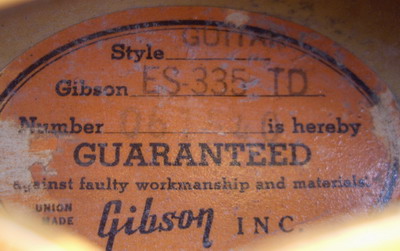 Style GUITAR
Gibson ES-335 TD
Number is hereby
GUARANTEED
against faulty workmanship and materials.
UNION MADE Gibson INC.